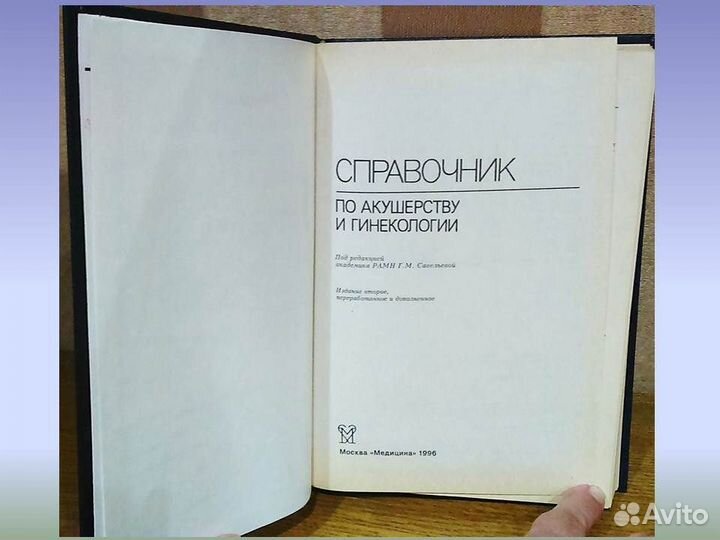 СПРАВОЧНИК
ПО АКУШЕРСТВУ
И ГИНЕКОЛОГИИ
Под редакцией
академика РАМН Г.М. Савельевой
Издание второе,
переработанное и дополненное
Москва «Медицина» 1996
Avito